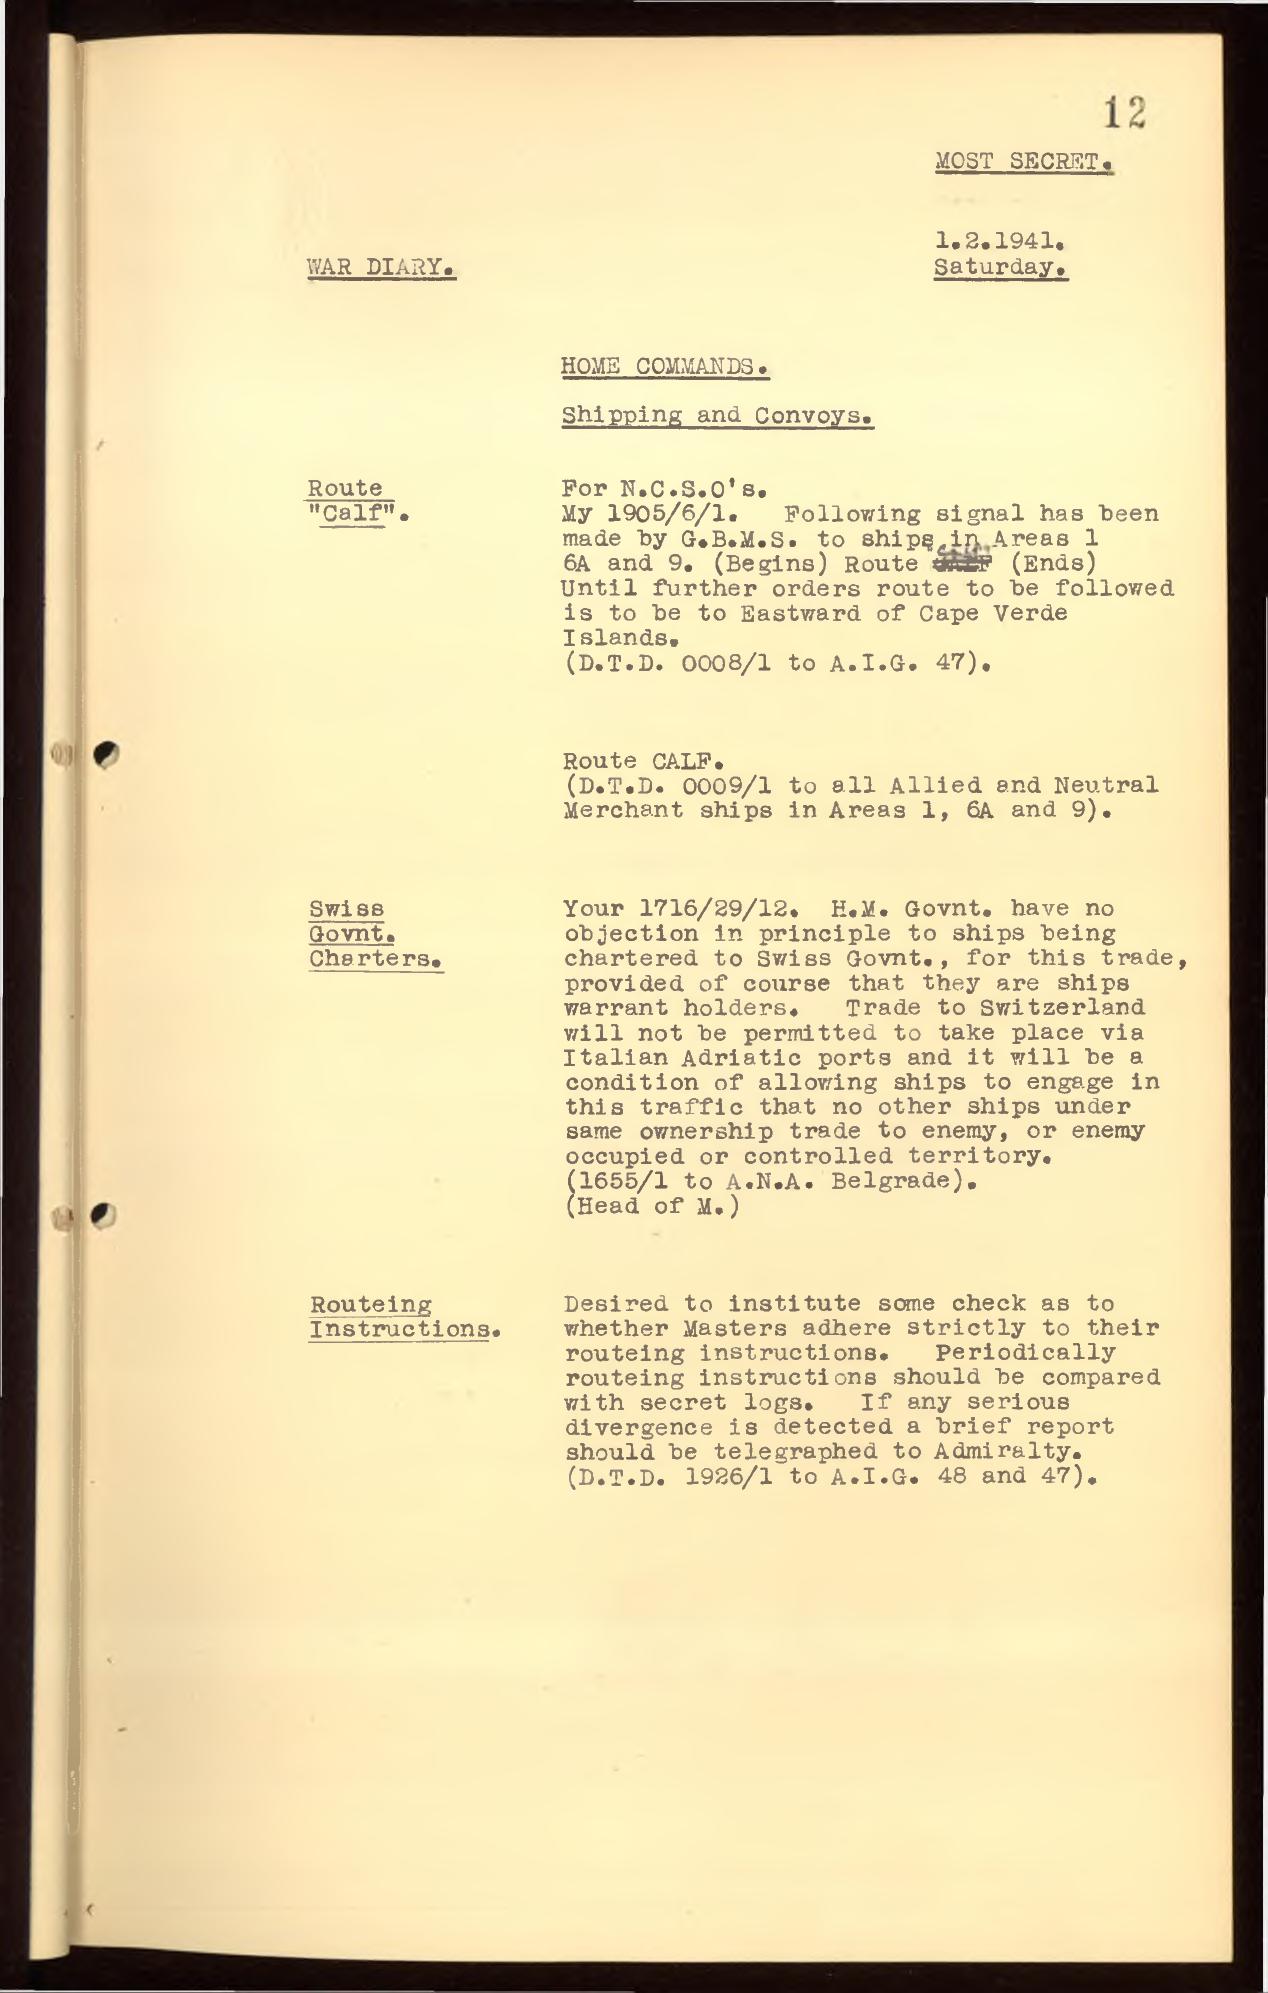 12
MOST SECRET.
1.2.1941.
WAR DIARY.
Saturday.
HOME COMMANDS.
Shipping and Convoys.
Route
"Calf".
For N.C.S.O's.
My 1905/6/1. Following signal has been
made by G.B.M.S. to ships in Areas 1
6A and 9. (Begins) Route (Ends)
Until further orders route to be followed
is to be to Eastward of Cape Verde
Islands.
(D.T.D. 0008/1 to A.I.G. 47).
Route CALF.
(D.T.D. 0009/1 to all Allied and Neutral
Merchant ships in Areas 1, 6A and 9).
Swiss
Govnt.
Charters.
Your 1716/29/12. H.M. Govnt. have no
objection in principle to ships being
chartered to Swiss Govnt., for this trade,
provided of course that they are ships
warrant holders. Trade to Switzerland
will not be permitted to take place via
Italian Adriatic ports and it will be a
condition of allowing ships to engage in
this traffic that no other ships under
same ownership trade to enemy, or enemy
occupied or controlled territory.
(1655/1 to A.N.A. Belgrade).
(Head of M.)
Routeing
Instructions.
Desired to institute some check as to
whether Masters adhere strictly to their
routeing instructions. Periodically
routeing instructions should be compared
with secret logs. If any serious
divergence is detected a brief report
should be telegraphed to Admiralty.
(D.T.D. 1926/1 to A.I.G. 48 and 47).